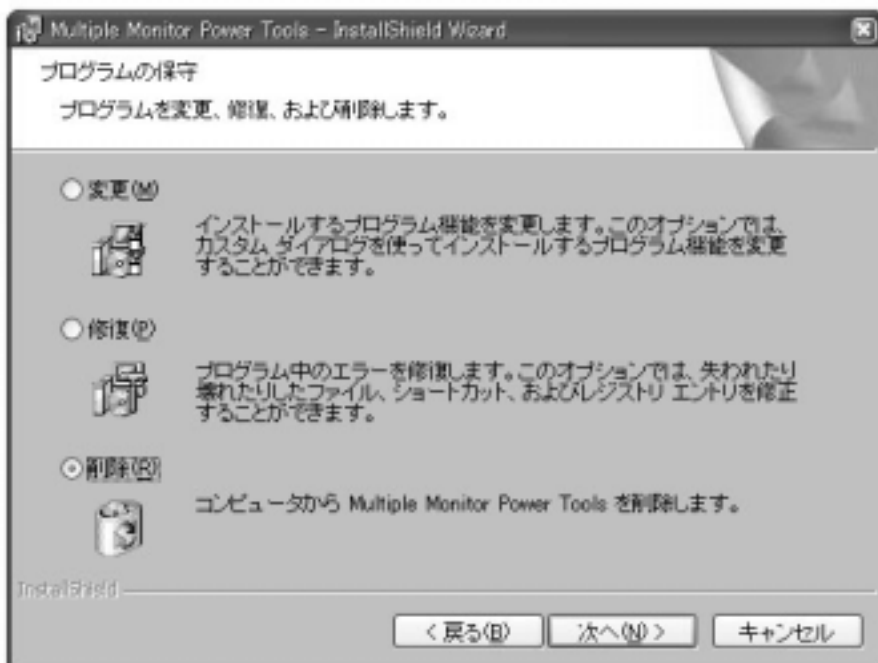 Multiple Monitor Power Tools - InstallShield Wizard
プログラムの保守
プログラムを変更、修復、および削除します。
変更(M)
インストールするプログラム機能を変更します。このオプションでは、
カスタム ダイアログを使ってインストールするプログラム機能を変更
することができます。
修復(P)
プログラム中のエラーを修復します。このオプションでは、失われたり
壊れたりしたファイル、ショートカット、およびレジストリ エントリを修正
することができます。
削除(R)
コンピュータから Multiple Monitor Power Tools を削除します。
InstallShield
< 戻る(B)
次へ(N) >
キャンセル